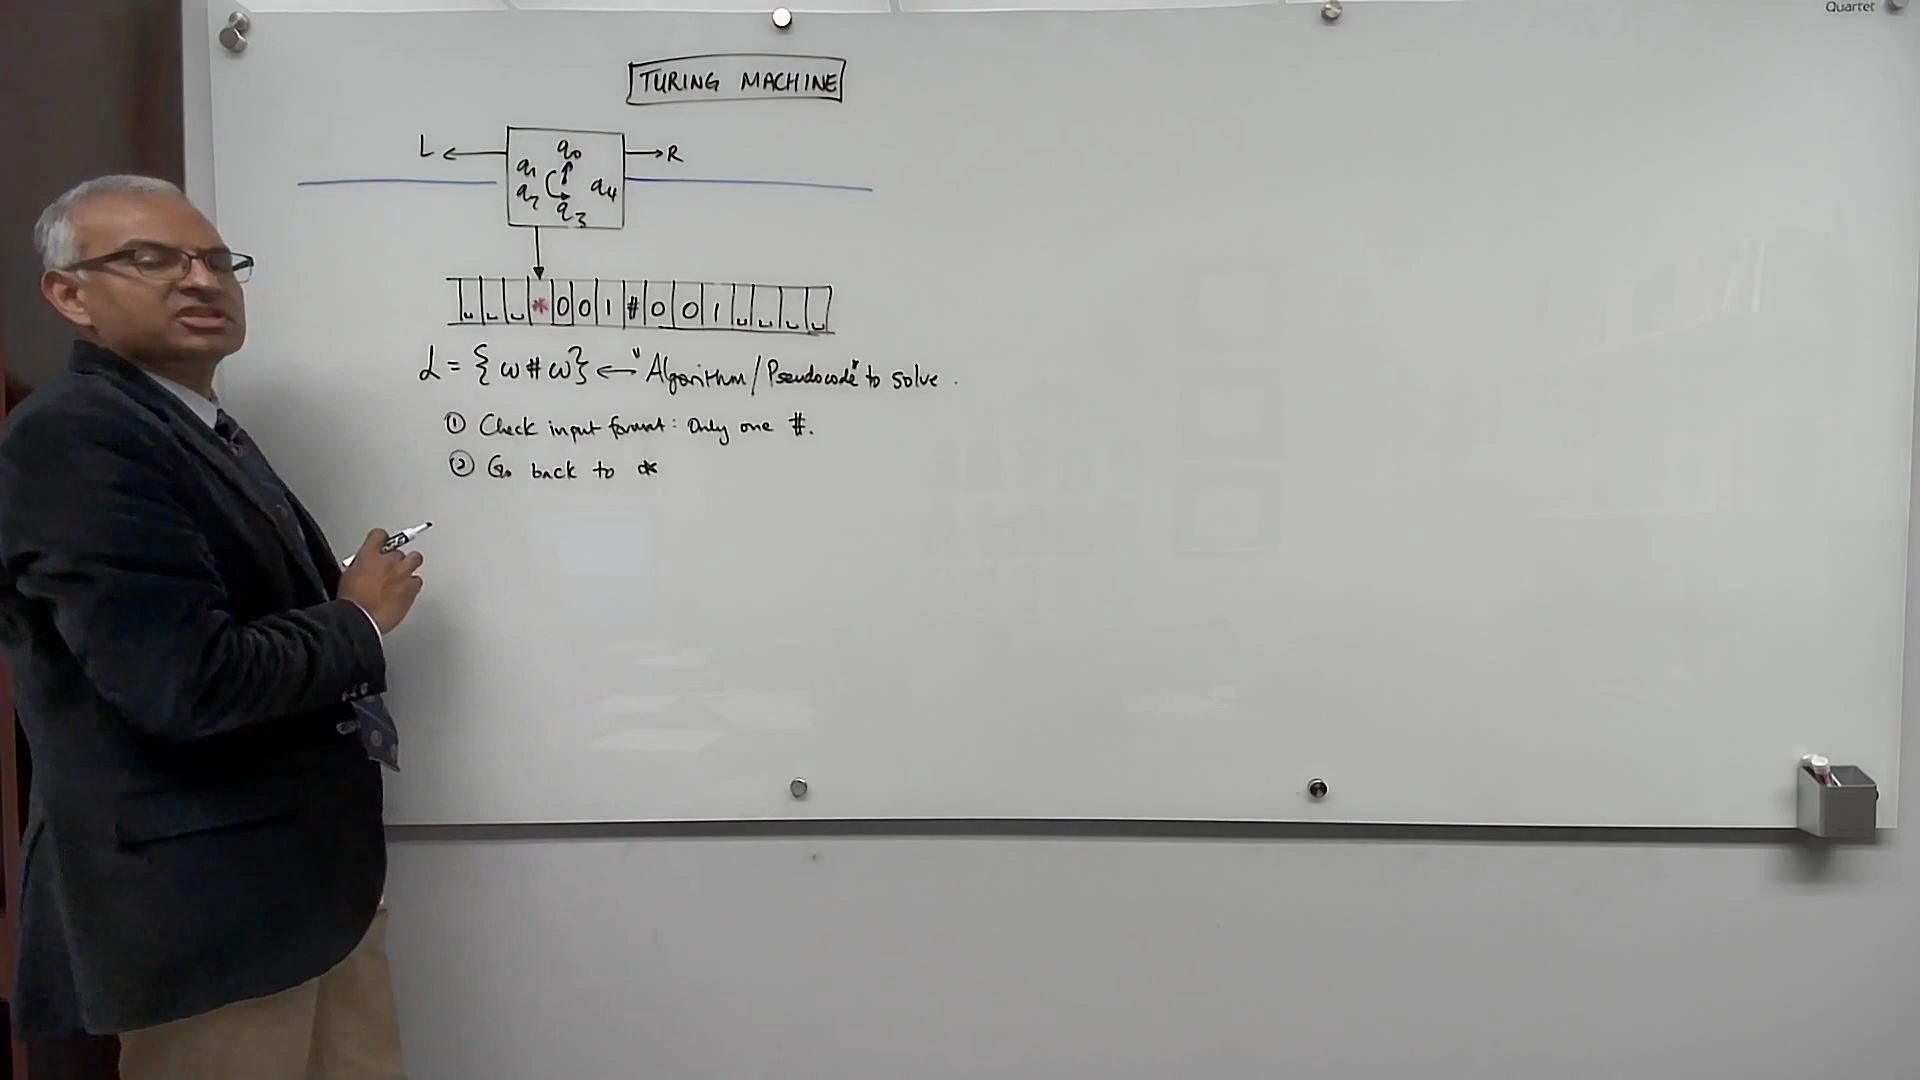 Quartet
TURING MACHINE
L R
q0
q1
q2 q4
q3
␣ ␣ ␣ * 0 0 1 # 0 0 1 ␣ ␣ ␣ ␣
L = { w # w } ← "Algorithm / Pseudocode" to solve .
① Check input format: Only one #.
② Go back to *